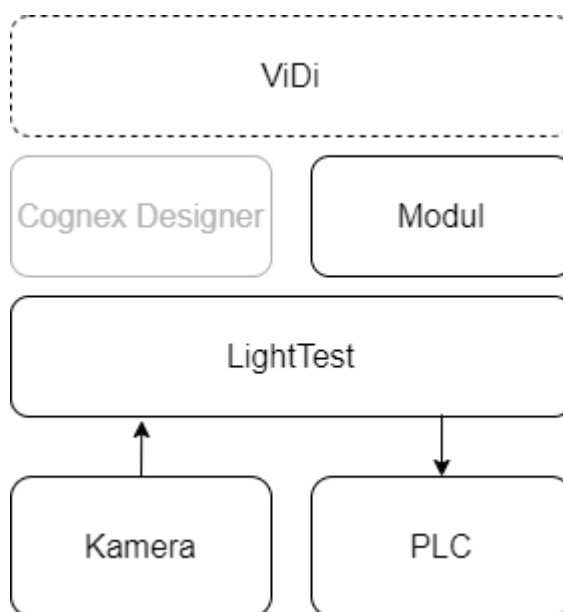 ViDi
Cognex Designer
Modul
LightTest
Kamera
PLC